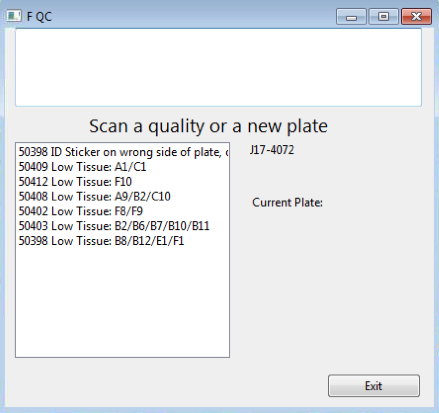 F QC
Scan a quality or a new plate
50398 ID Sticker on wrong side of plate,
50409 Low Tissue: A1/C1
50412 Low Tissue: F10
50408 Low Tissue: A9/B2/C10
50402 Low Tissue: F8/F9
50403 Low Tissue: B2/B6/B7/B10/B11
50398 Low Tissue: B8/B12/E1/F1
J17-4072
Current Plate:
Exit